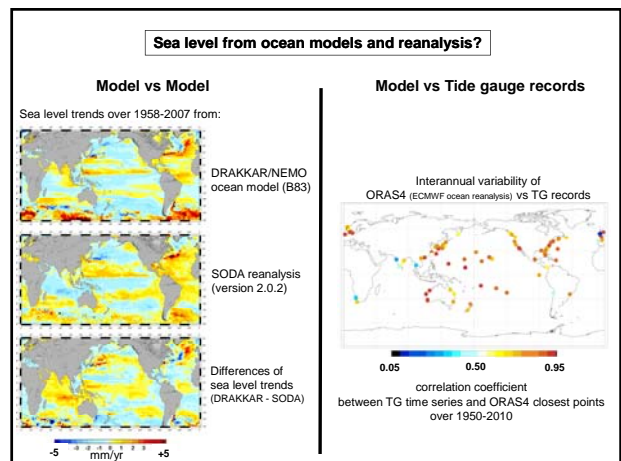 Sea level from ocean models and reanalysis?
Model vs Model
Sea level trends over 1958-2007 from:
DRAKKAR/NEMO
ocean model (B83)
SODA reanalysis
(version 2.0.2)
Differences of
sea level trends
(DRAKKAR - SODA)
-5 +5
mm/yr
Model vs Tide gauge records
Interannual variability of
ORAS4 (ECMWF ocean reanalysis) vs TG records
0.05 0.50 0.95
correlation coefficient
between TG time series and ORAS4 closest points
over 1950-2010